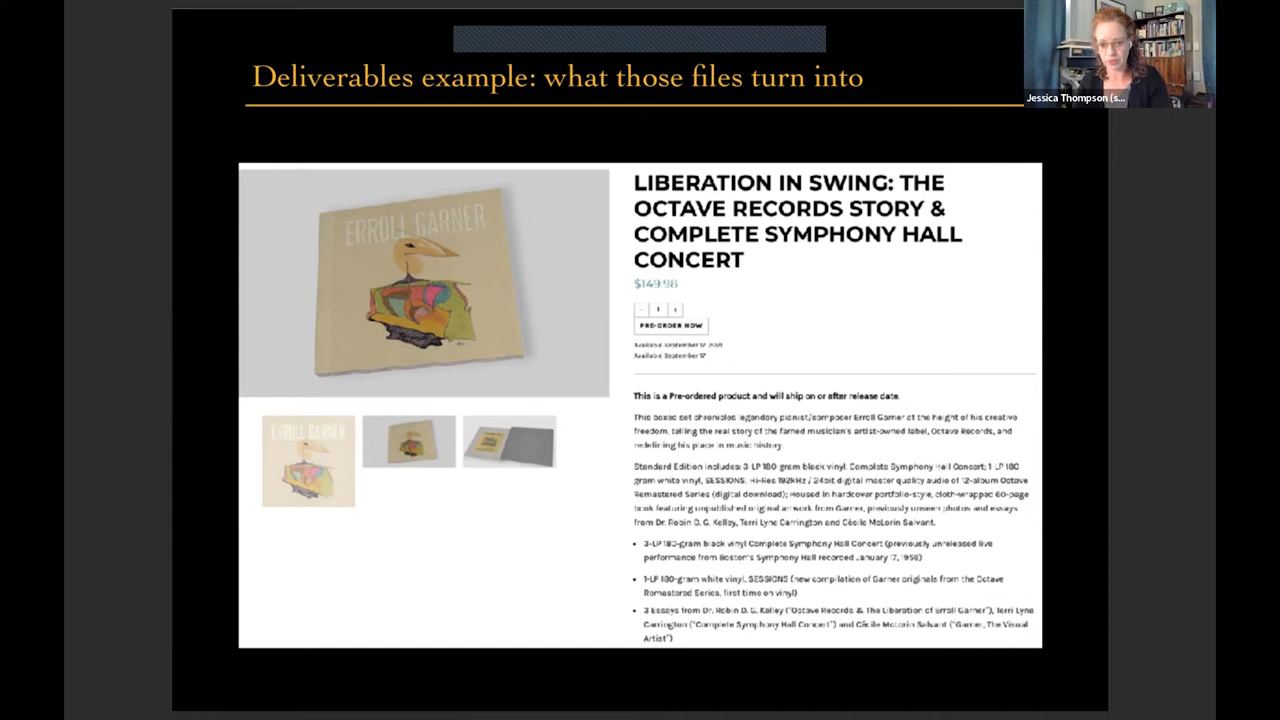 Deliverables example: what those files turn into
Jessica Thompson (s...
ERROLL GARNER
ERROLL GARNER
LIBERATION IN SWING: THE
OCTAVE RECORDS STORY &
COMPLETE SYMPHONY HALL
CONCERT
$149.98
- 1 +
PRE-ORDER NOW
Available September 17, 2021
Available September 17
This is a Pre-ordered product and will ship on or after release date.
This boxed set chronicles legendary pianist/composer Erroll Garner at the height of his creative
freedom, telling the real story of the famed musician's artist-owned label, Octave Records, and
redefining his place in music history.
Standard Edition includes: 3-LP 180-gram black vinyl, Complete Symphony Hall Concert; 1-LP 180-
gram white vinyl, SESSIONS; Hi-Res 192kHz / 24bit digital master quality audio of 12-album Octave
Remastered Series (digital download); Housed in hardcover portfolio-style, cloth-wrapped 60-page
book featuring unpublished original artwork from Garner, previously unseen photos and essays
from Dr. Robin D. G. Kelley, Terri Lyne Carrington and Cécile McLorin Salvant.
• 3-LP 180-gram black vinyl Complete Symphony Hall Concert (previously unreleased live
performance from Boston's Symphony Hall recorded January 17, 1959)
• 1-LP 180-gram white vinyl, SESSIONS (new compilation of Garner originals from the Octave
Remastered Series, first time on vinyl)
• 3 Essays from Dr. Robin D. G. Kelley ("Octave Records & The Liberation of Erroll Garner"), Terri Lyne
Carrington ("Complete Symphony Hall Concert") and Cécile McLorin Salvant ("Garner, The Visual
Artist")